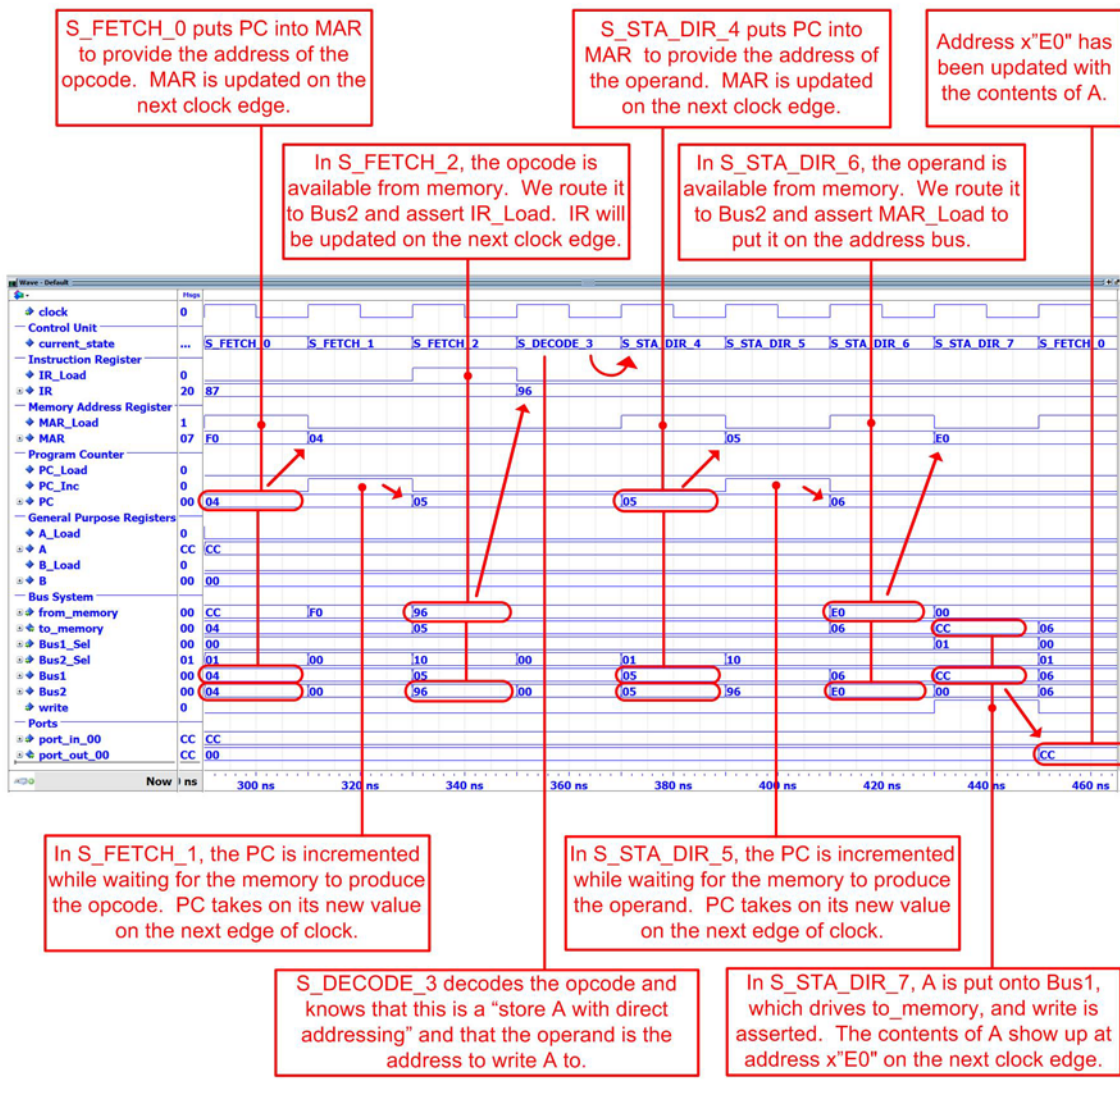 S_FETCH_0 puts PC into MAR
to provide the address of the
opcode.  MAR is updated on the
next clock edge.
S_STA_DIR_4 puts PC into
MAR  to provide the address of
the operand.  MAR is updated
on the next clock edge.
Address x"E0" has
been updated with
the contents of A.
In S_FETCH_2, the opcode is
available from memory.  We route it
to Bus2 and assert IR_Load.  IR will
be updated on the next clock edge.
In S_STA_DIR_6, the operand is
available from memory.  We route it
to Bus2 and assert MAR_Load to
put it on the address bus.
Wave - Default
Msgs
clock 0
Control Unit
current_state ... S_FETCH_0 S_FETCH_1 S_FETCH_2 S_DECODE_3 S_STA_DIR_4 S_STA_DIR_5 S_STA_DIR_6 S_STA_DIR_7 S_FETCH_0
Instruction Register
IR_Load 0
IR 20 87 96
Memory Address Register
MAR_Load 1
MAR 07 F0 04 05 E0
Program Counter
PC_Load 0
PC_Inc 0
PC 00 04 05 05 06
General Purpose Registers
A_Load 0
A CC CC
B_Load 0
B 00 00
Bus System
from_memory 00 CC F0 96 E0 00
to_memory 00 04 05 06 CC 06
Bus1_Sel 00 00 01 00
Bus2_Sel 01 01 00 10 00 01 10 01
Bus1 00 04 05 05 06 CC 06
Bus2 00 04 00 96 00 05 96 E0 00 06
write 0
Ports
port_in_00 CC CC
port_out_00 CC 00 CC
Now ns 300 ns 320 ns 340 ns 360 ns 380 ns 400 ns 420 ns 440 ns 460 ns
In S_FETCH_1, the PC is incremented
while waiting for the memory to produce
the opcode.  PC takes on its new value
on the next edge of clock.
In S_STA_DIR_5, the PC is incremented
while waiting for the memory to produce
the operand.  PC takes on its new value
on the next edge of clock.
S_DECODE_3 decodes the opcode and
knows that this is a “store A with direct
addressing” and that the operand is the
address to write A to.
In S_STA_DIR_7, A is put onto Bus1,
which drives to_memory, and write is
asserted.  The contents of A show up at
address x"E0" on the next clock edge.